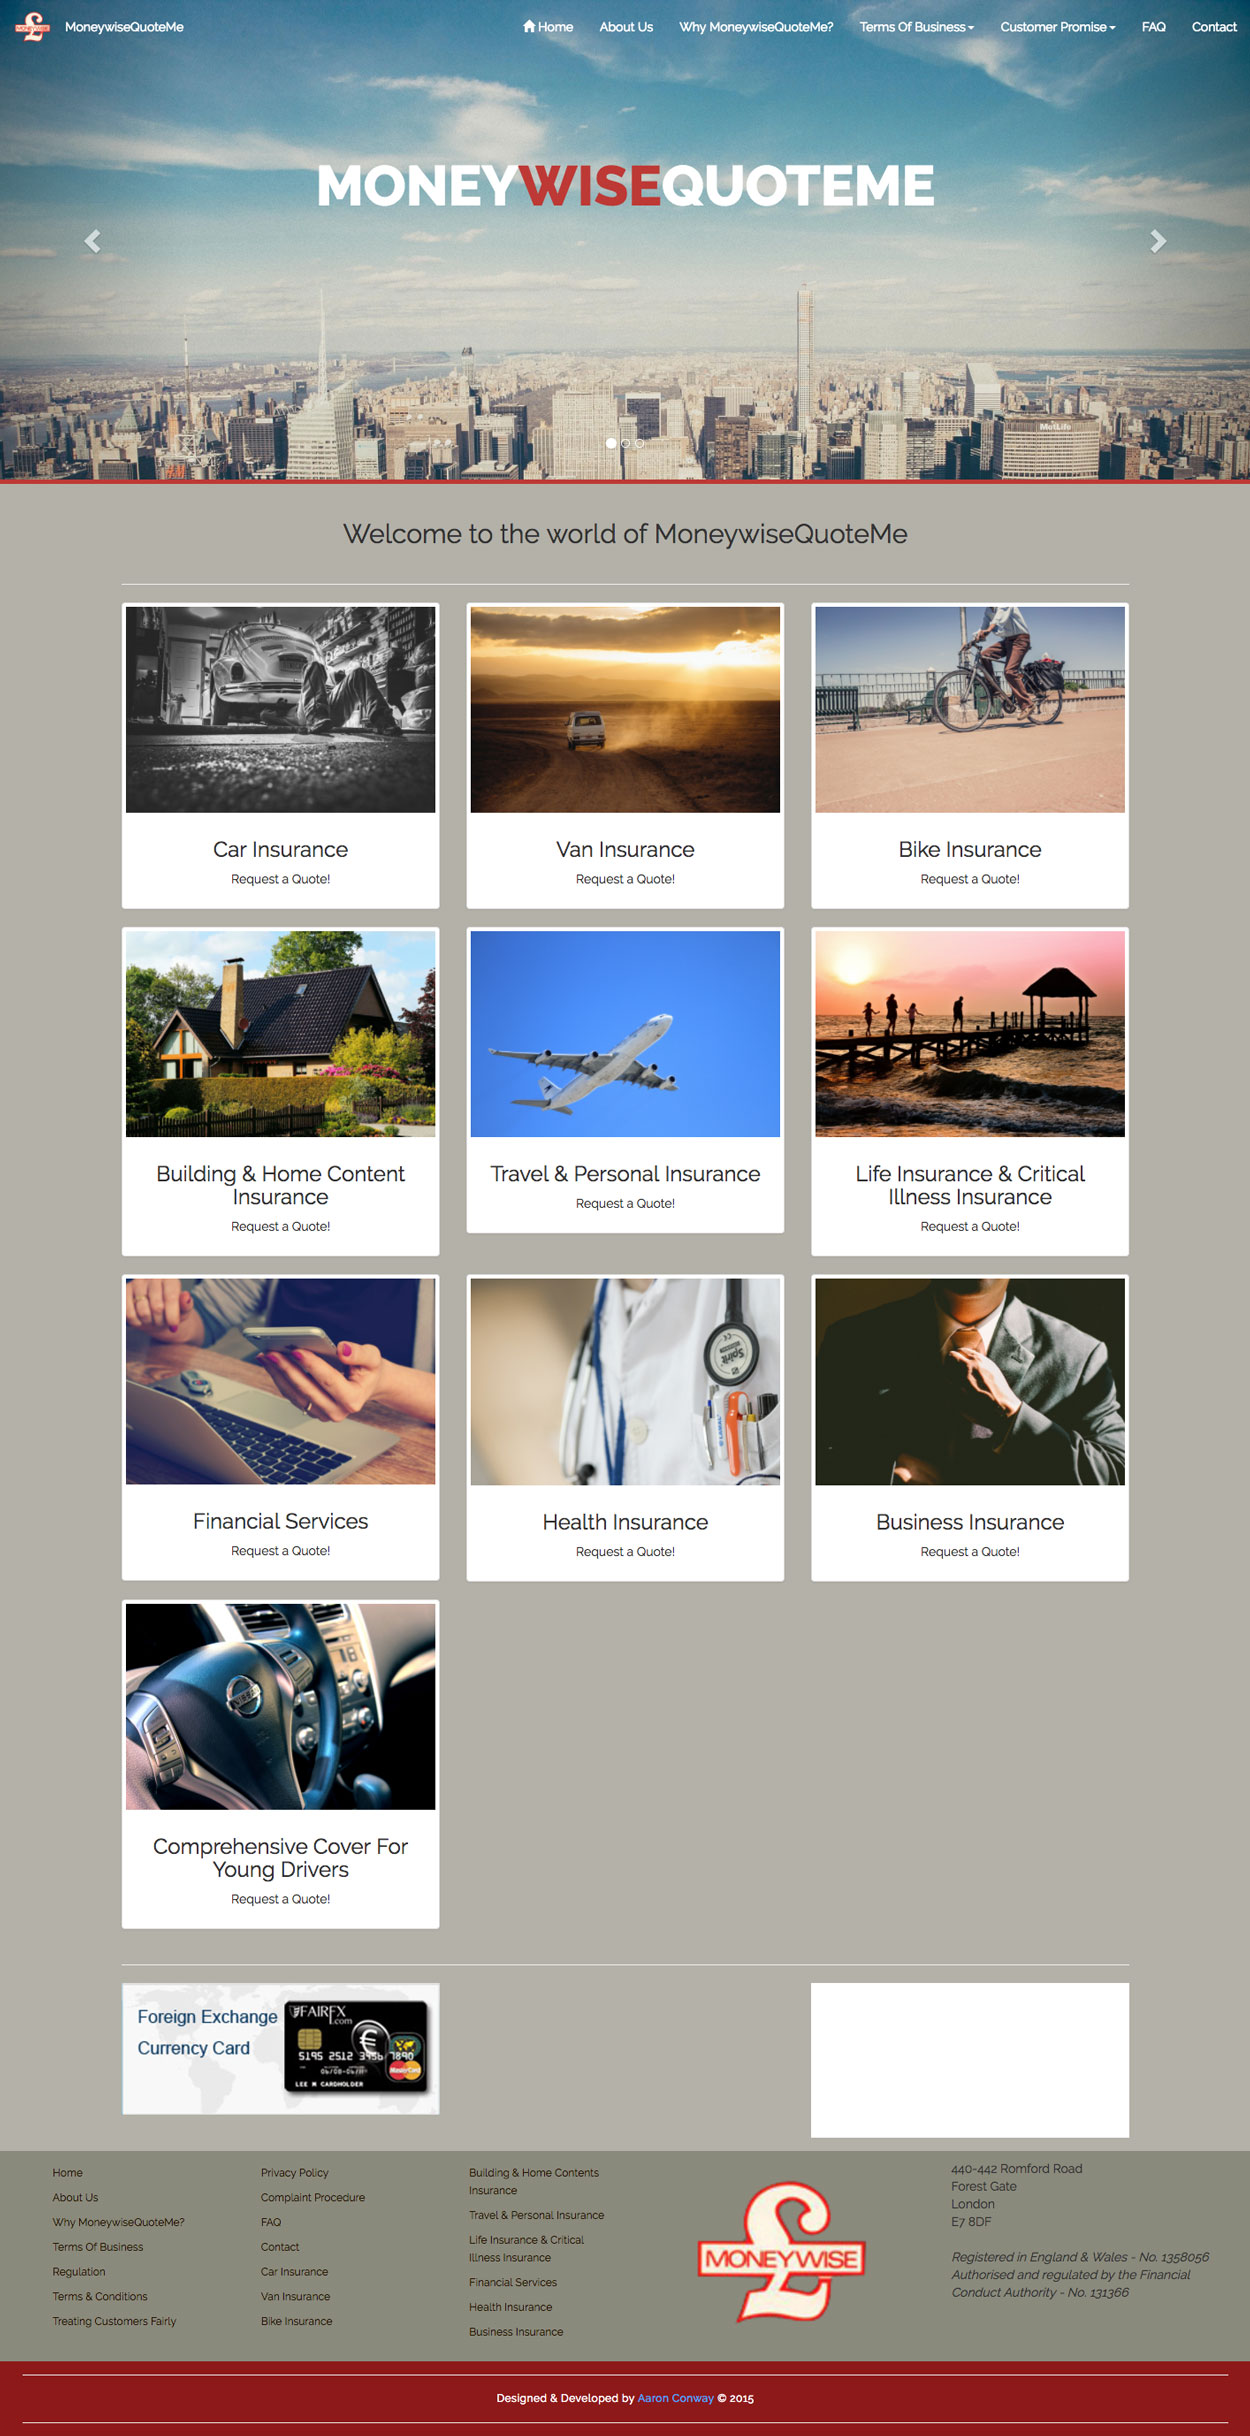 MONEYWISE
MoneywiseQuoteMe
Home
About Us
Why MoneywiseQuoteMe?
Terms Of Business
Customer Promise
FAQ
Contact
MONEYWISEQUOTEME
MetLife
Welcome to the world of MoneywiseQuoteMe
Car Insurance
Request a Quote!
Van Insurance
Request a Quote!
Bike Insurance
Request a Quote!
Building & Home Content
Insurance
Request a Quote!
Travel & Personal Insurance
Request a Quote!
Life Insurance & Critical
Illness Insurance
Request a Quote!
Financial Services
Request a Quote!
Spirit
Health Insurance
Request a Quote!
Business Insurance
Request a Quote!
Comprehensive Cover For
Young Drivers
Request a Quote!
Foreign Exchange
Currency Card
FAIRFX
.com
€
5195 2512 3456 7890
LEE M CARDHOLDER
MasterCard
Home
About Us
Why MoneywiseQuoteMe?
Terms Of Business
Regulation
Terms & Conditions
Treating Customers Fairly
Privacy Policy
Complaint Procedure
FAQ
Contact
Car Insurance
Van Insurance
Bike Insurance
Building & Home Contents
Insurance
Travel & Personal Insurance
Life Insurance & Critical
Illness Insurance
Financial Services
Health Insurance
Business Insurance
£
MONEYWISE
440-442 Romford Road
Forest Gate
London
E7 8DF
Registered in England & Wales - No. 1358056
Authorised and regulated by the Financial
Conduct Authority - No. 131366
Designed & Developed by Aaron Conway © 2015